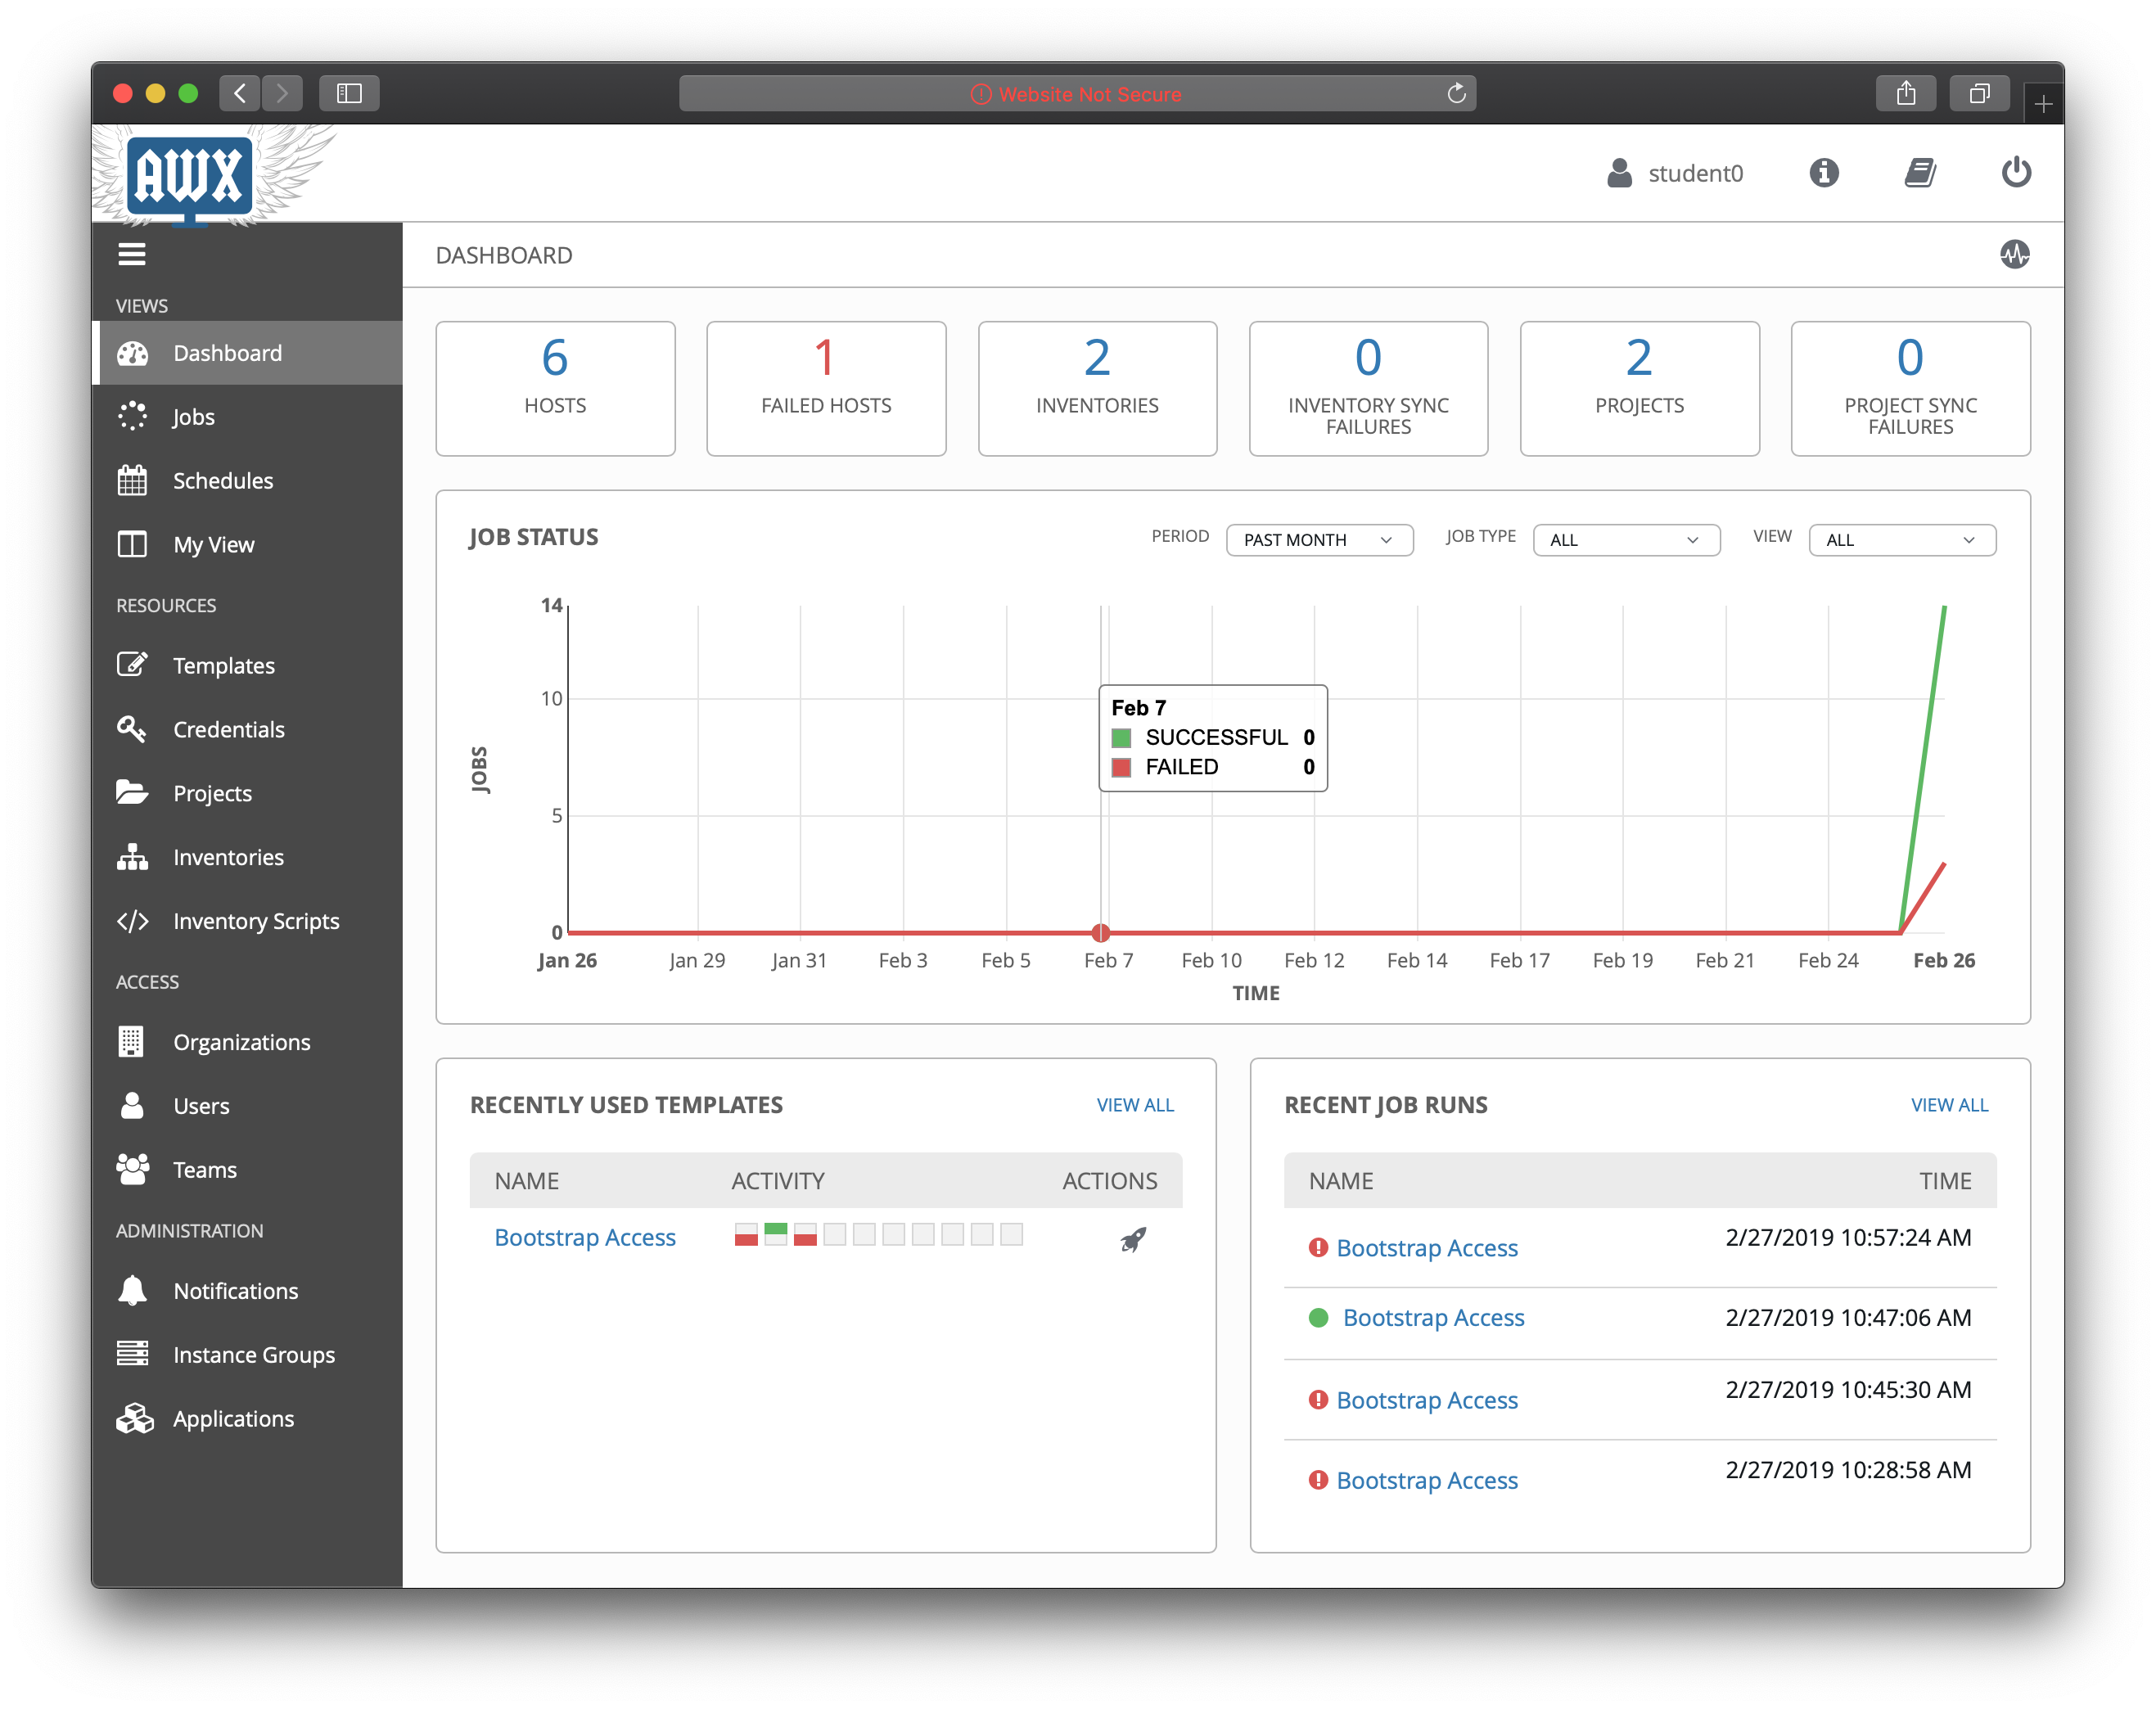 Website Not Secure
AWX
student0
VIEWS
Dashboard
Jobs
Schedules
My View
RESOURCES
Templates
Credentials
Projects
Inventories
Inventory Scripts
ACCESS
Organizations
Users
Teams
ADMINISTRATION
Notifications
Instance Groups
Applications
DASHBOARD
6
HOSTS
1
FAILED HOSTS
2
INVENTORIES
0
INVENTORY SYNC
FAILURES
2
PROJECTS
0
PROJECT SYNC
FAILURES
JOB STATUS
PERIOD PAST MONTH JOB TYPE ALL VIEW ALL
14
10
5
0
JOBS
Feb 7
SUCCESSFUL 0
FAILED 0
Jan 26 Jan 29 Jan 31 Feb 3 Feb 5 Feb 7 Feb 10 Feb 12 Feb 14 Feb 17 Feb 19 Feb 21 Feb 24 Feb 26
TIME
RECENTLY USED TEMPLATES VIEW ALL
NAME ACTIVITY ACTIONS
Bootstrap Access
RECENT JOB RUNS VIEW ALL
NAME TIME
Bootstrap Access 2/27/2019 10:57:24 AM
Bootstrap Access 2/27/2019 10:47:06 AM
Bootstrap Access 2/27/2019 10:45:30 AM
Bootstrap Access 2/27/2019 10:28:58 AM